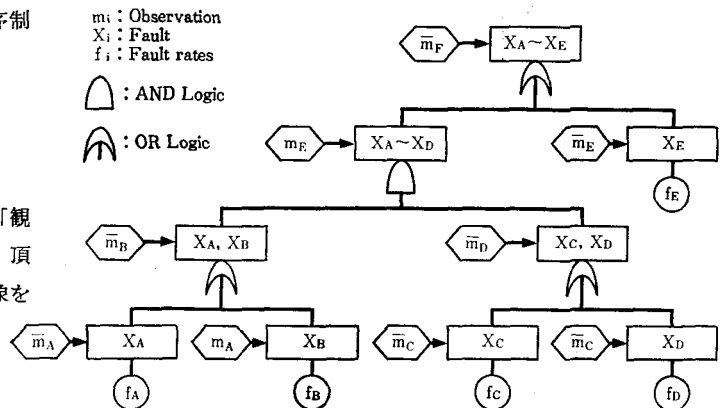 序制
「観
頂
象を
mi : Observation
Xi : Fault
fi : Fault rates
: AND Logic
: OR Logic
m̅F
XA~XE
mE
XA~XD
m̅E
XE
fE
m̅B
XA, XB
m̅D
XC, XD
m̅A
XA
mA
XB
m̅C
XC
m̅C
XD
fA
fB
fC
fD